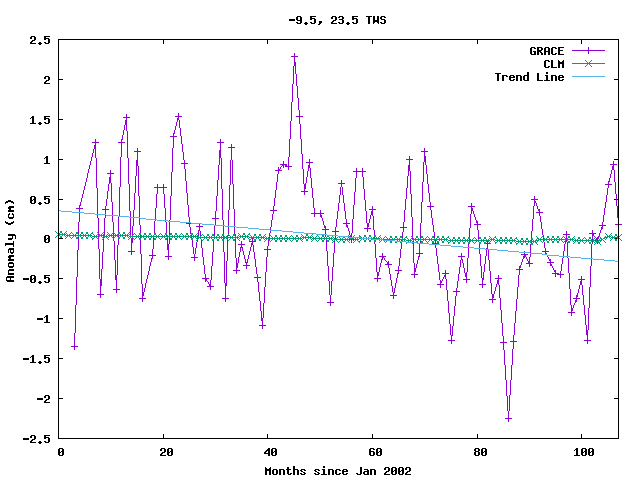 -9.5, 23.5 TWS
GRACE
CLM
Trend Line
2.5
2
1.5
1
0.5
0
-0.5
-1
-1.5
-2
-2.5
Anomaly (cm)
0 20 40 60 80 100
Months since Jan 2002